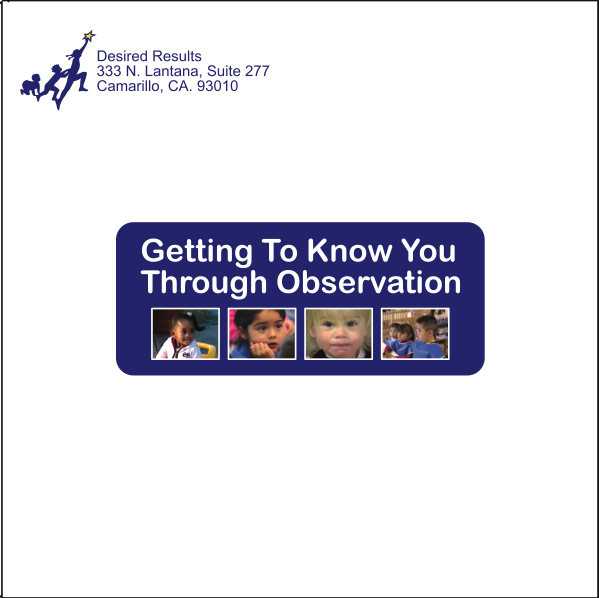 Desired Results
333 N. Lantana, Suite 277
Camarillo, CA. 93010
Getting To Know You
Through Observation